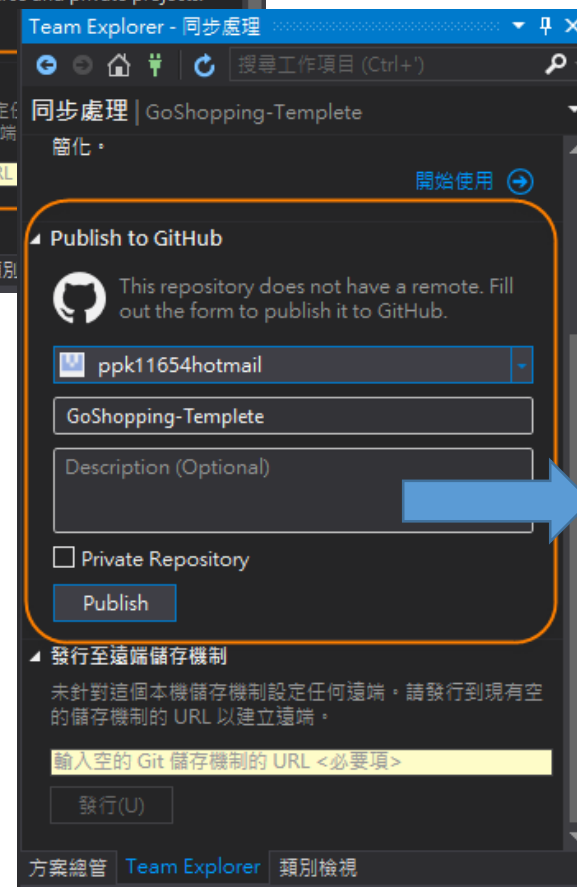 and private projects.
Team Explorer - 同步處理
搜尋工作項目 (Ctrl+')
同步處理 | GoShopping-Templete
簡化。
開始使用
Publish to GitHub
This repository does not have a remote. Fill
out the form to publish it to GitHub.
ppk11654hotmail
GoShopping-Templete
Description (Optional)
Private Repository
Publish
發行至遠端儲存機制
未針對這個本機儲存機制設定任何遠端。請發行到現有空
的儲存機制的 URL 以建立遠端。
輸入空的 Git 儲存機制的 URL <必要項>
發行(U)
方案總管 Team Explorer 類別檢視